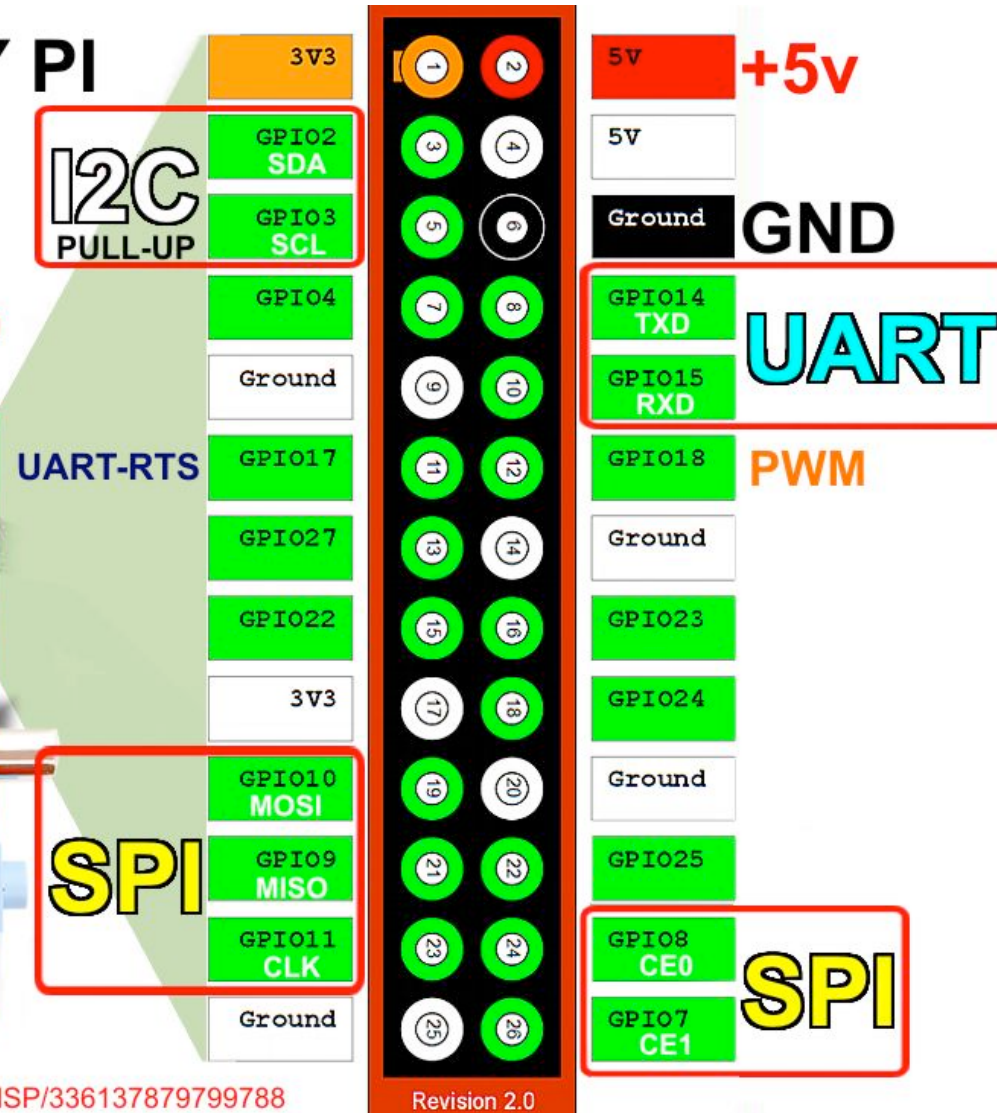 PI
3V3 1 2 5V +5v
GPIO2 3 4 5V
SDA
I2C
GPIO3 5 6 Ground GND
SCL
PULL-UP
GPIO4 7 8 GPIO14
TXD
UART
Ground 9 10 GPIO15
RXD
UART-RTS GPIO17 11 12 GPIO18 PWM
GPIO27 13 14 Ground
GPIO22 15 16 GPIO23
3V3 17 18 GPIO24
GPIO10 19 20 Ground
MOSI
SPI
GPIO9 21 22 GPIO25
MISO
GPIO11 23 24 GPIO8
CLK CE0
SPI
Ground 25 26 GPIO7
CE1
ISP/336137879799788
Revision 2.0